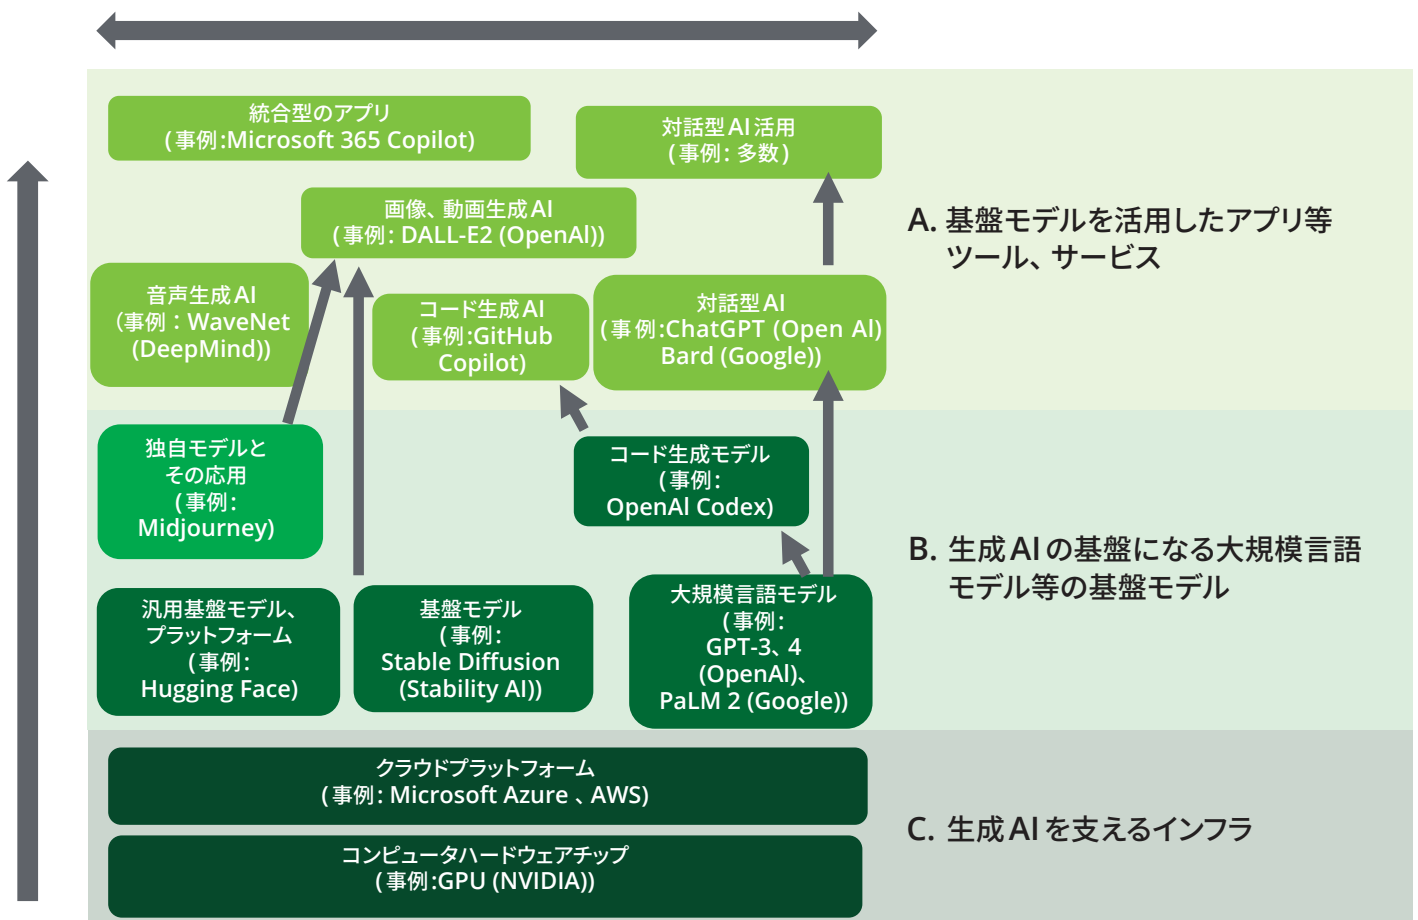 統合型のアプリ
(事例:Microsoft 365 Copilot)
対話型AI活用
(事例: 多数)
画像、動画生成AI
(事例: DALL-E2 (OpenAI))
音声生成AI
(事例:WaveNet
(DeepMind))
コード生成AI
(事例:GitHub
Copilot)
対話型AI
(事例:ChatGPT (Open AI)
Bard (Google))
A. 基盤モデルを活用したアプリ等
ツール、サービス
独自モデルと
その応用
(事例:
Midjourney)
コード生成モデル
(事例:
OpenAI Codex)
汎用基盤モデル、
プラットフォーム
(事例:
Hugging Face)
基盤モデル
(事例:
Stable Diffusion
(Stability AI))
大規模言語モデル
(事例:
GPT-3、4
(OpenAI)、
PaLM 2 (Google))
B. 生成AIの基盤になる大規模言語
モデル等の基盤モデル
クラウドプラットフォーム
(事例: Microsoft Azure 、AWS)
コンピュータハードウェアチップ
(事例:GPU (NVIDIA))
C. 生成AIを支えるインフラ